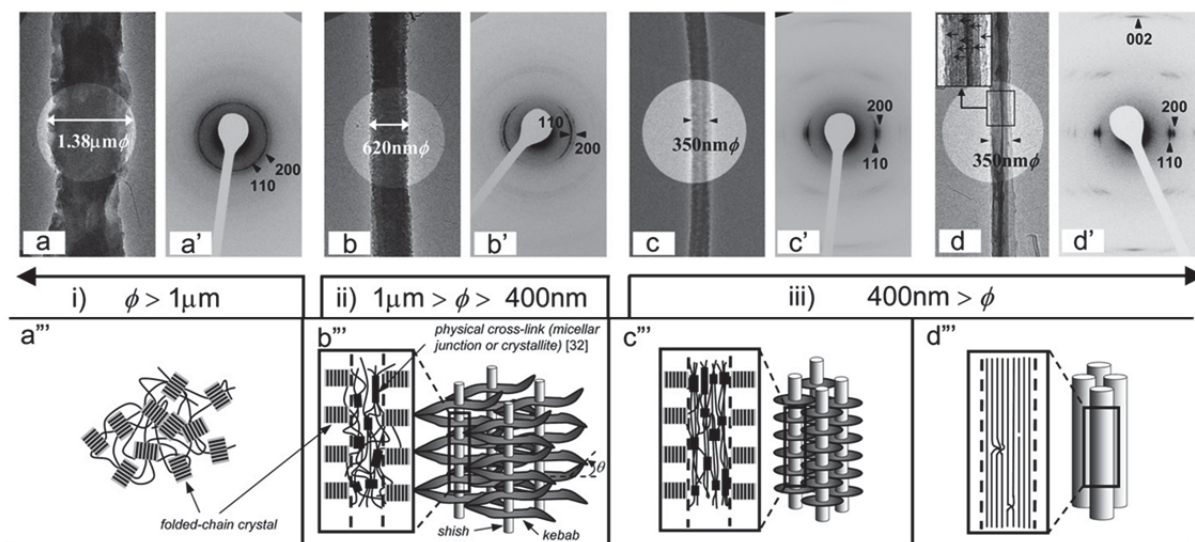 1.38μmϕ
a
200
110
a'
620nmϕ
b
110
200
b'
350nmϕ
c
200
110
c'
350nmϕ
d
002
200
110
d'
i) ϕ > 1μm
ii) 1μm > ϕ > 400nm
iii) 400nm > ϕ
a'''
folded-chain crystal
b'''
physical cross-link (micellar
junction or crystallite) [32]
θ
shish
kebab
c'''
d'''